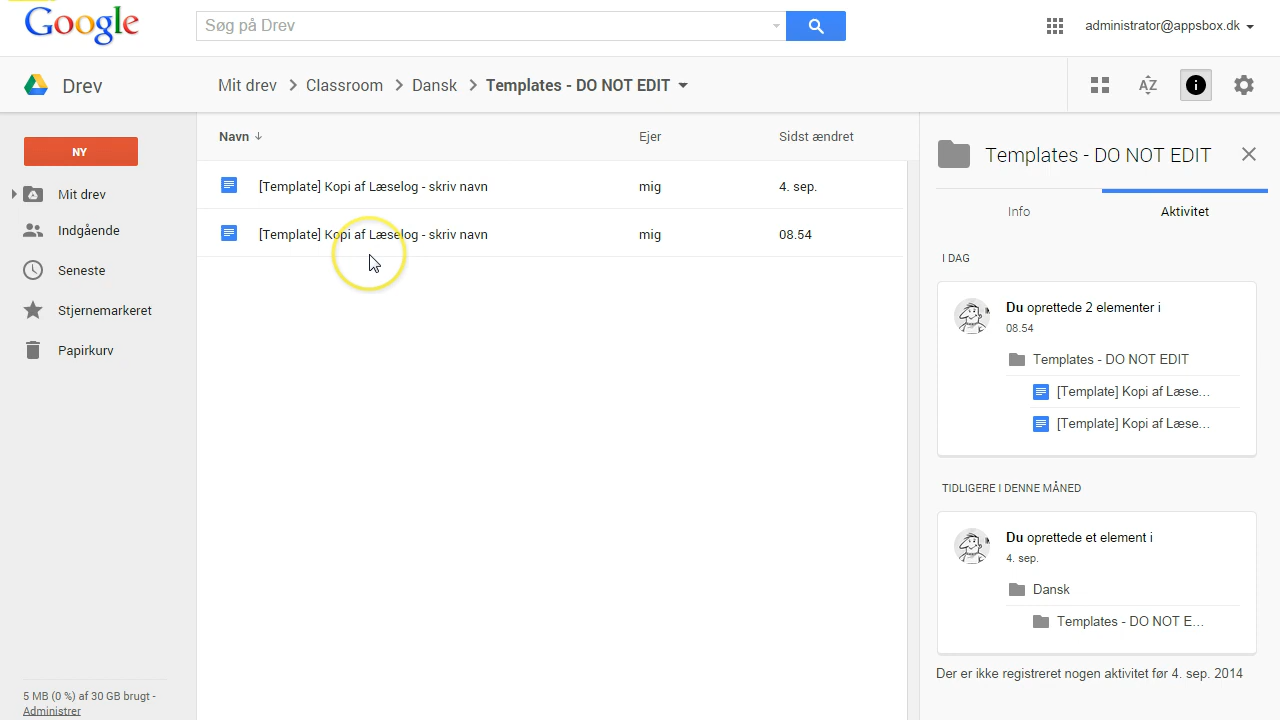 Google
Søg på Drev
administrator@appsbox.dk
Drev
Mit drev > Classroom > Dansk > Templates - DO NOT EDIT
AZ
NY
Mit drev
Indgående
Seneste
Stjernemarkeret
Papirkurv
5 MB (0 %) af 30 GB brugt -
Administrer
Navn ↓ Ejer Sidst ændret
[Template] Kopi af Læselog - skriv navn mig 4. sep.
[Template] Kopi af Læselog - skriv navn mig 08.54
Templates - DO NOT EDIT
Info Aktivitet
I DAG
Du oprettede 2 elementer i
08.54
Templates - DO NOT EDIT
[Template] Kopi af Læse...
[Template] Kopi af Læse...
TIDLIGERE I DENNE MÅNED
Du oprettede et element i
4. sep.
Dansk
Templates - DO NOT E...
Der er ikke registreret nogen aktivitet før 4. sep. 2014